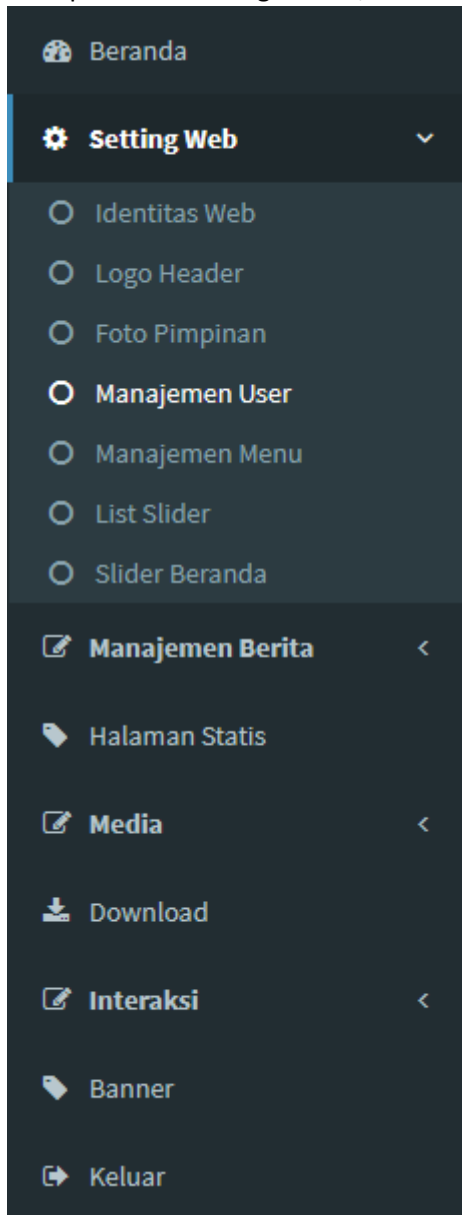 Beranda
Setting Web
Identitas Web
Logo Header
Foto Pimpinan
Manajemen User
Manajemen Menu
List Slider
Slider Beranda
Manajemen Berita
Halaman Statis
Media
Download
Interaksi
Banner
Keluar